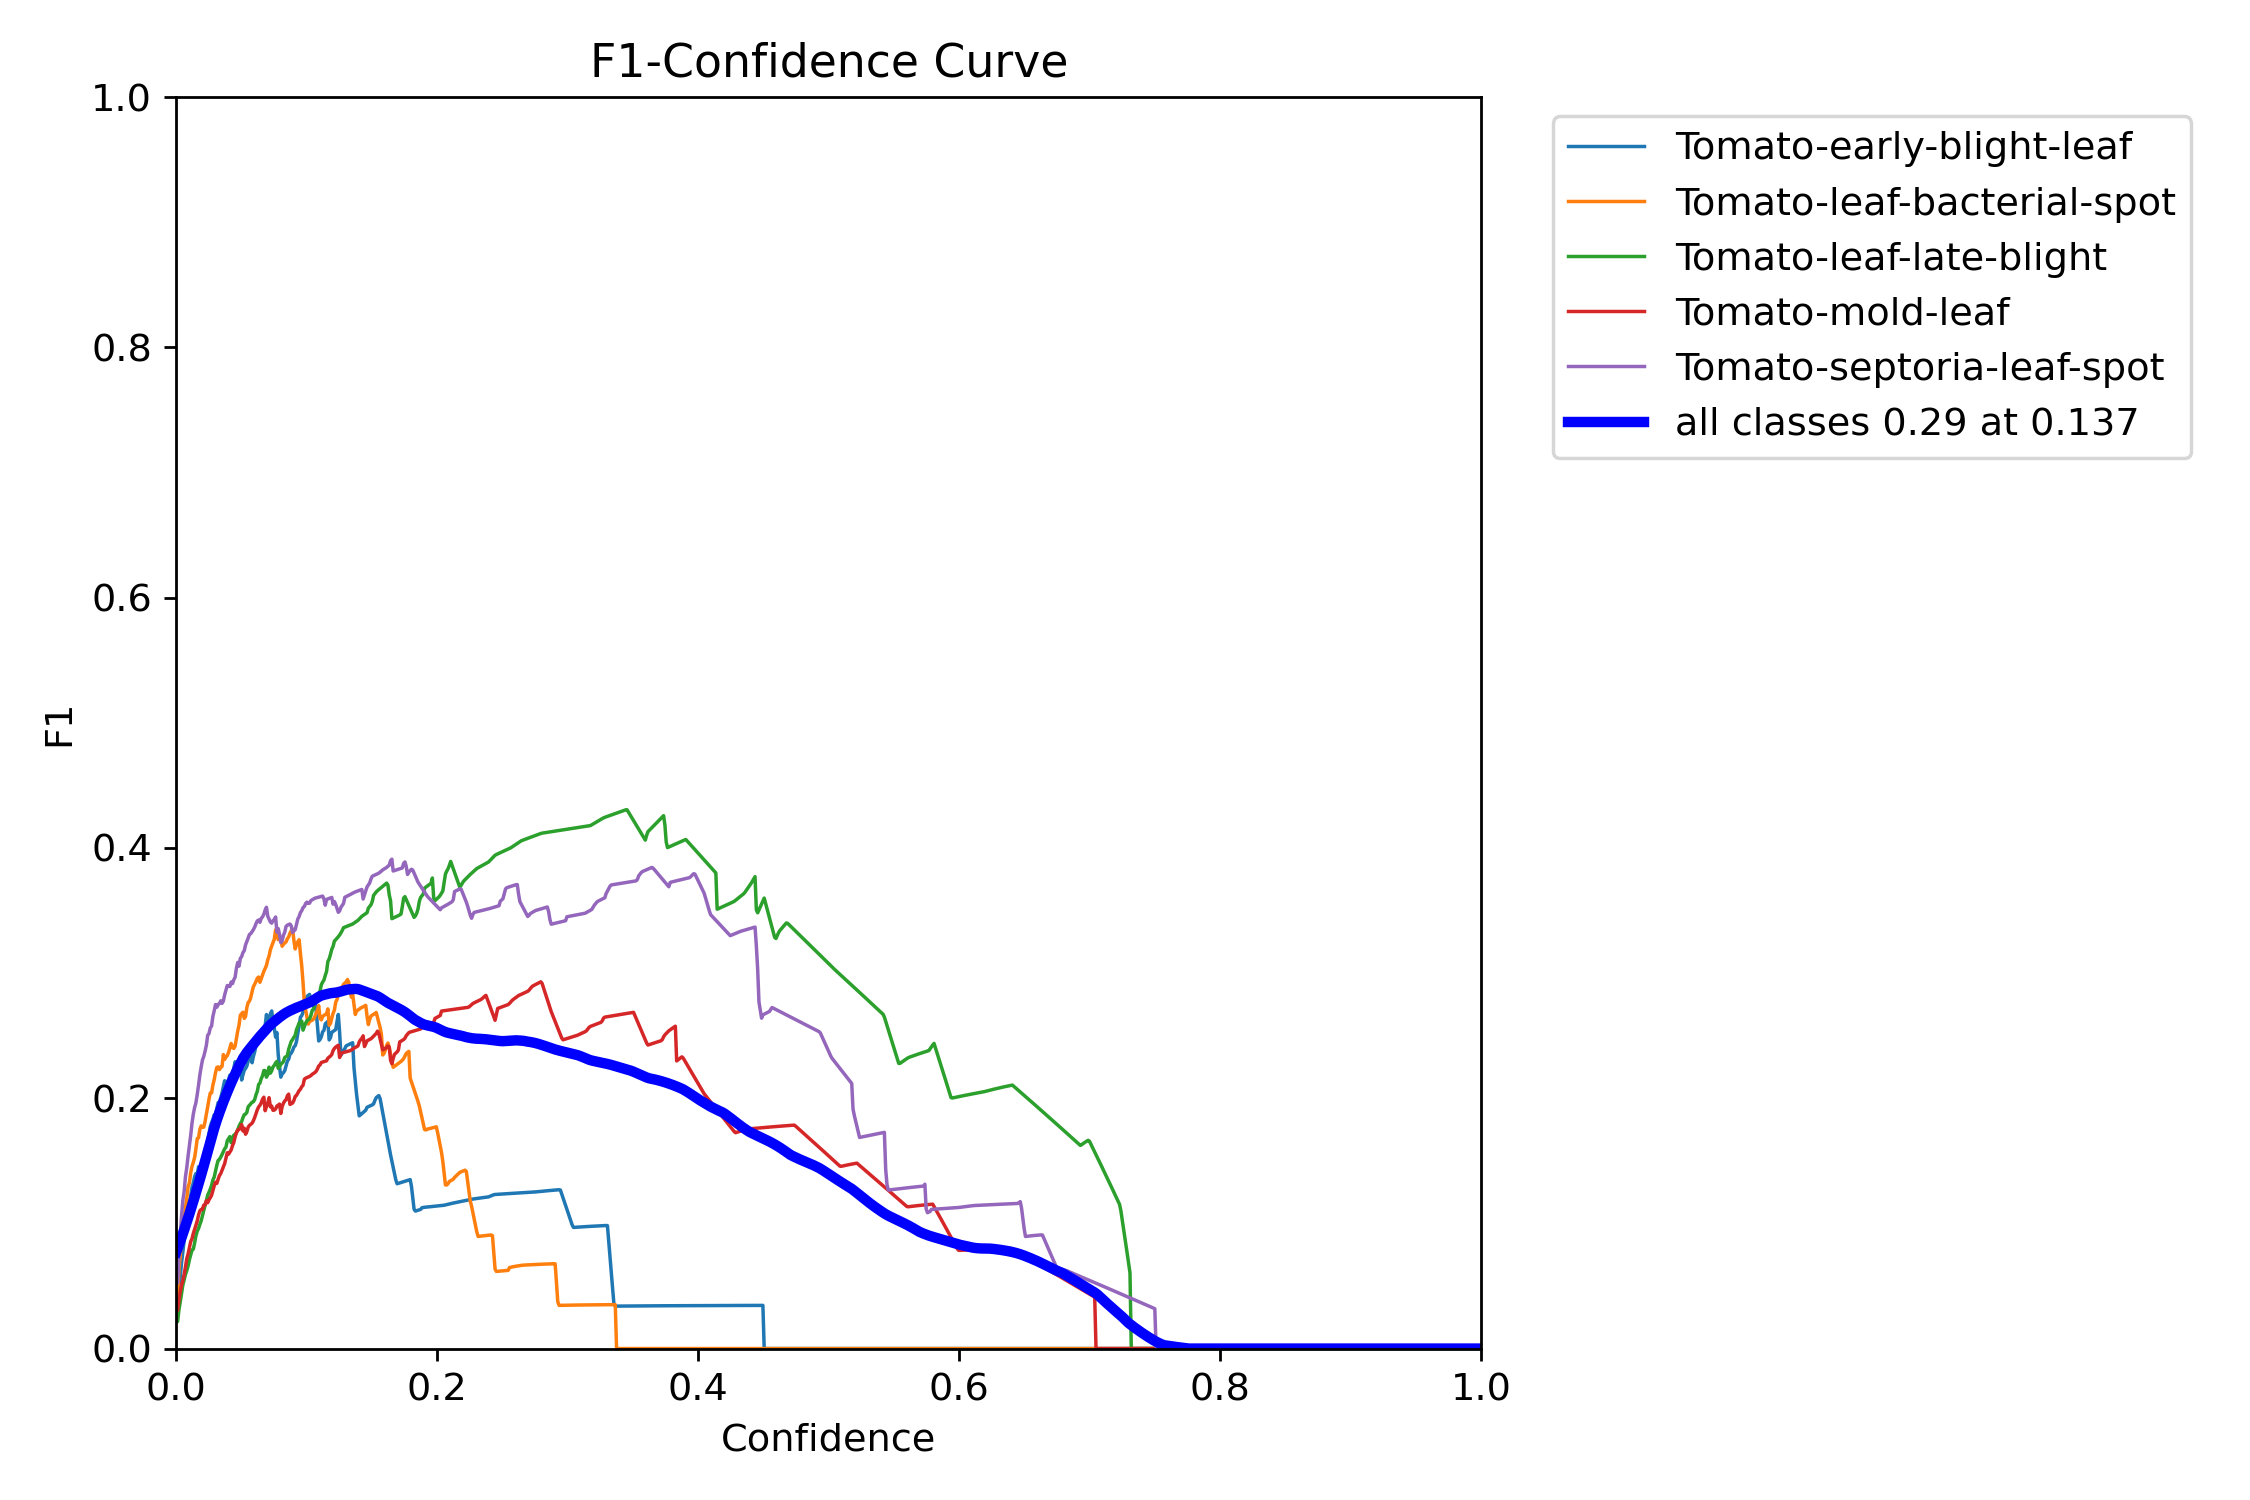 F1-Confidence Curve
1.0
0.8
0.6
0.4
0.2
0.0
F1
0.0 0.2 0.4 0.6 0.8 1.0
Confidence
Tomato-early-blight-leaf
Tomato-leaf-bacterial-spot
Tomato-leaf-late-blight
Tomato-mold-leaf
Tomato-septoria-leaf-spot
all classes 0.29 at 0.137